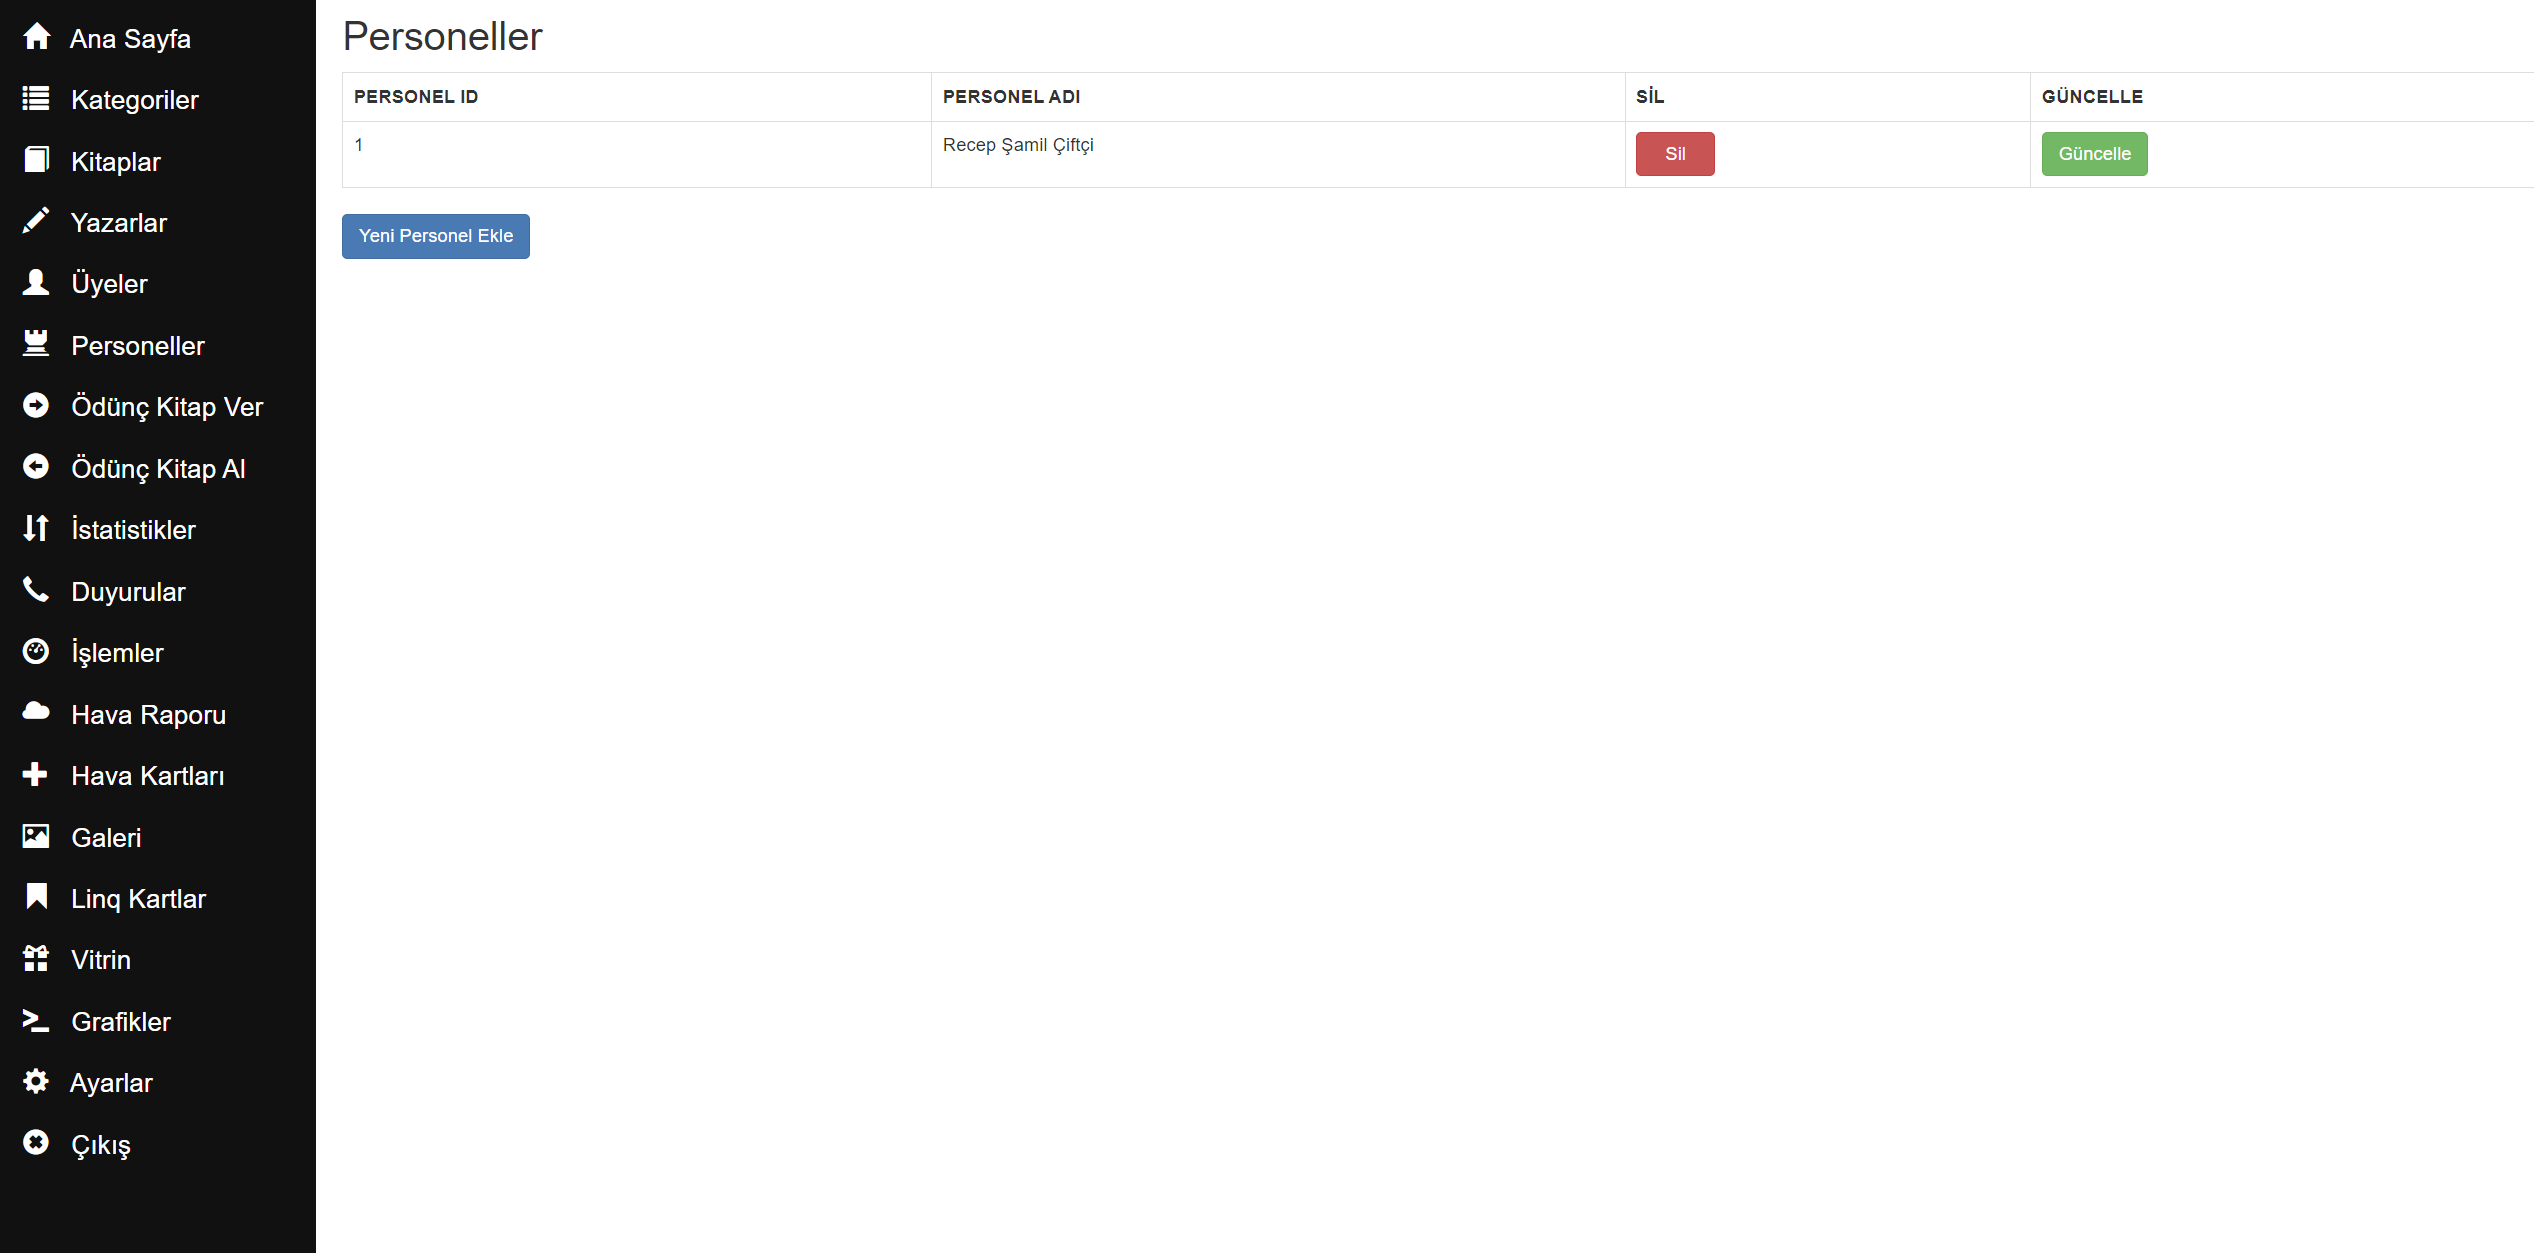 Ana Sayfa
Kategoriler
Kitaplar
Yazarlar
Üyeler
Personeller
Ödünç Kitap Ver
Ödünç Kitap Al
İstatistikler
Duyurular
İşlemler
Hava Raporu
Hava Kartları
Galeri
Linq Kartlar
Vitrin
Grafikler
Ayarlar
Çıkış
Personeller
PERSONEL ID PERSONEL ADI SİL GÜNCELLE
1 Recep Şamil Çiftçi Sil Güncelle
Yeni Personel Ekle